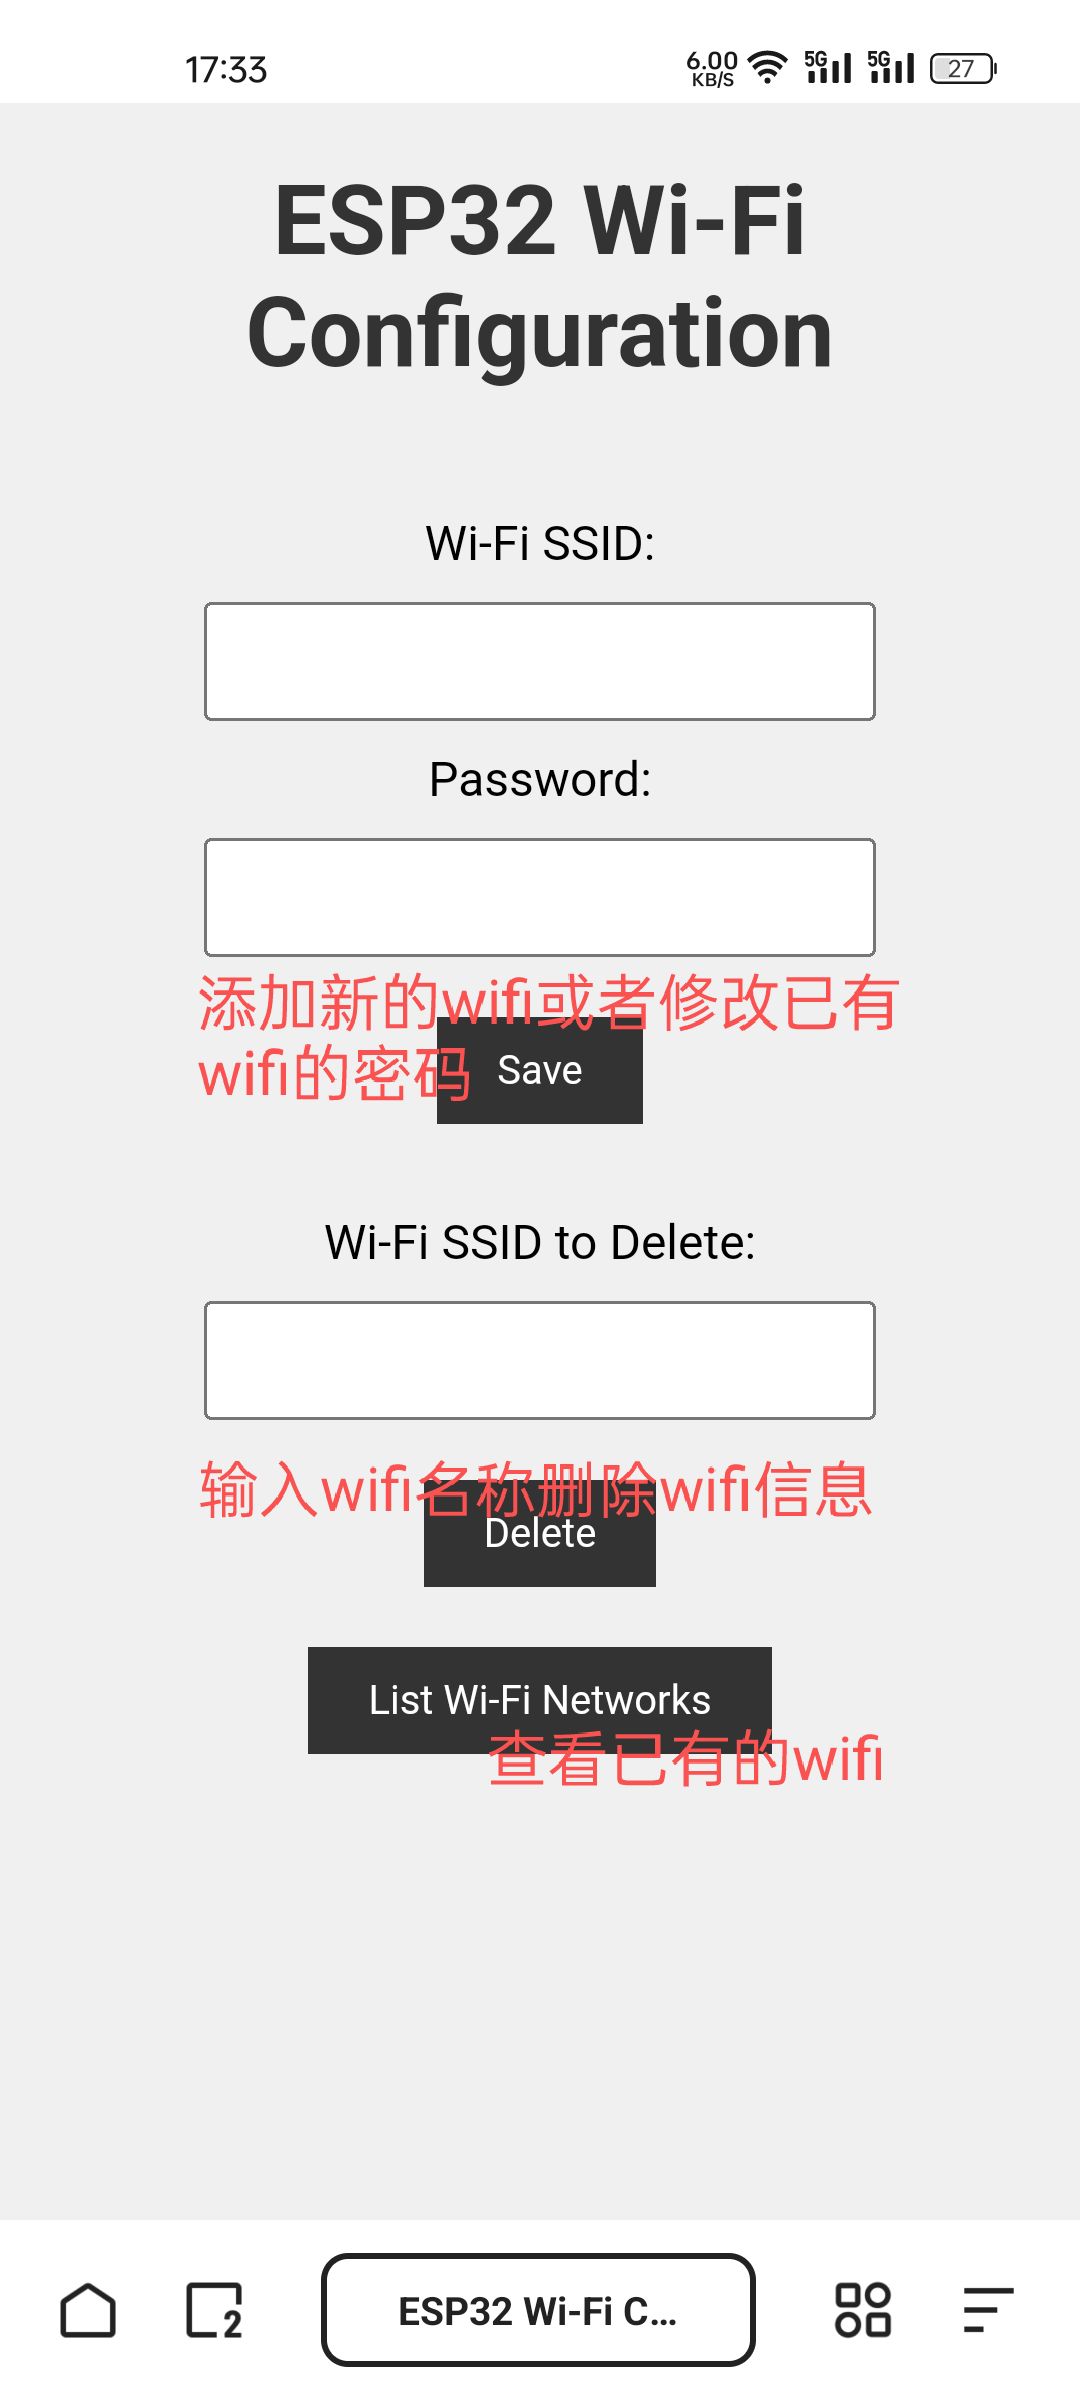 17:33
6.00
KB/S
5G
5G
27
ESP32 Wi-Fi
Configuration
Wi-Fi SSID:
Password:
添加新的wifi或者修改已有
wifi的密码
Save
Wi-Fi SSID to Delete:
输入wifi名称删除wifi信息
Delete
List Wi-Fi Networks
查看已有的wifi
2
ESP32 Wi-Fi C...